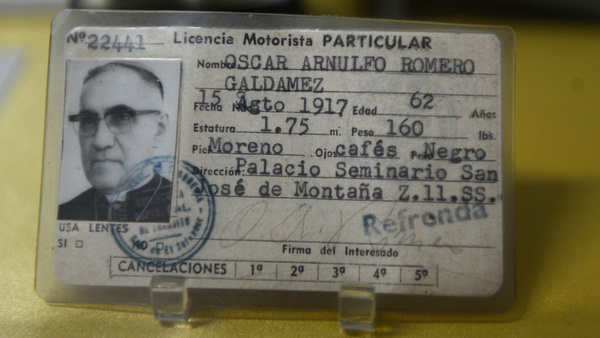 Nº 22441 Licencia Motorista PARTICULAR
Nombre OSCAR ARNULFO ROMERO
GALDAMEZ
Fecha 15 Agto 1917 Edad 62 Años
Estatura 1.75 m. Peso 160 lbs.
Piel Moreno Ojos cafés Pelo Negro
Dirección: Palacio Seminario San
José de Montaña Z.11.SS.
Refrenda
USA LENTES
SI NO
Firma del Interesado
CANCELACIONES 1º 2º 3º 4º 5º